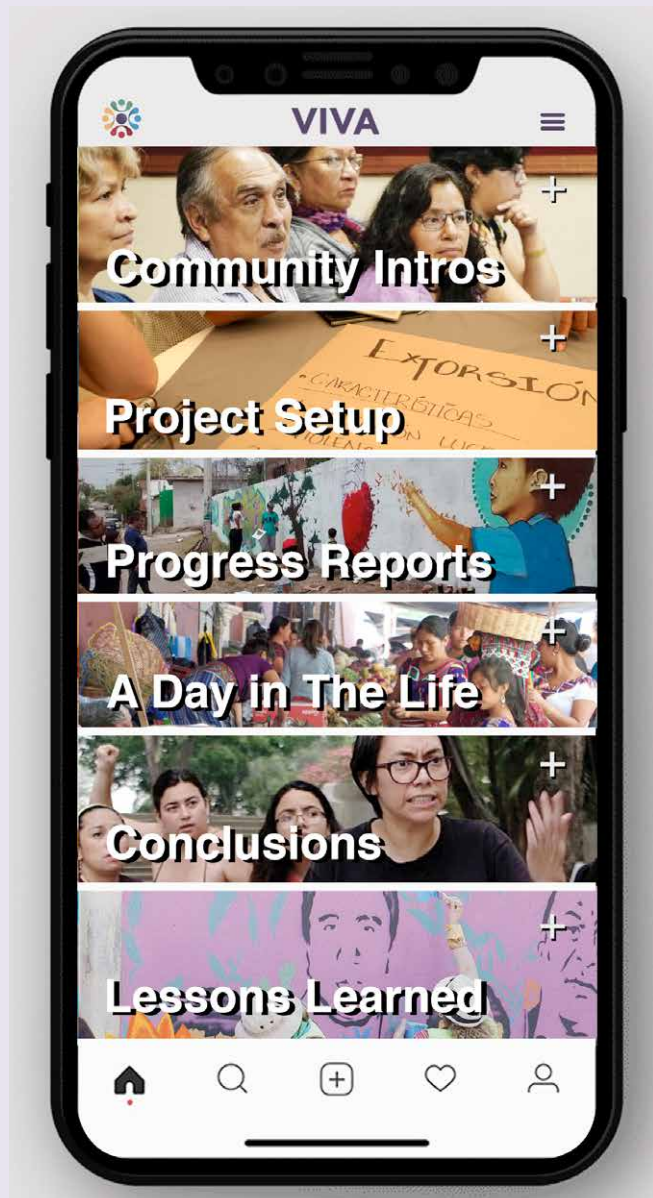 VIVA
Community Intros
EXTORSIÓN
• CARACTERÍSTICAS
Project Setup
Progress Reports
A Day in The Life
Conclusions
Lessons Learned